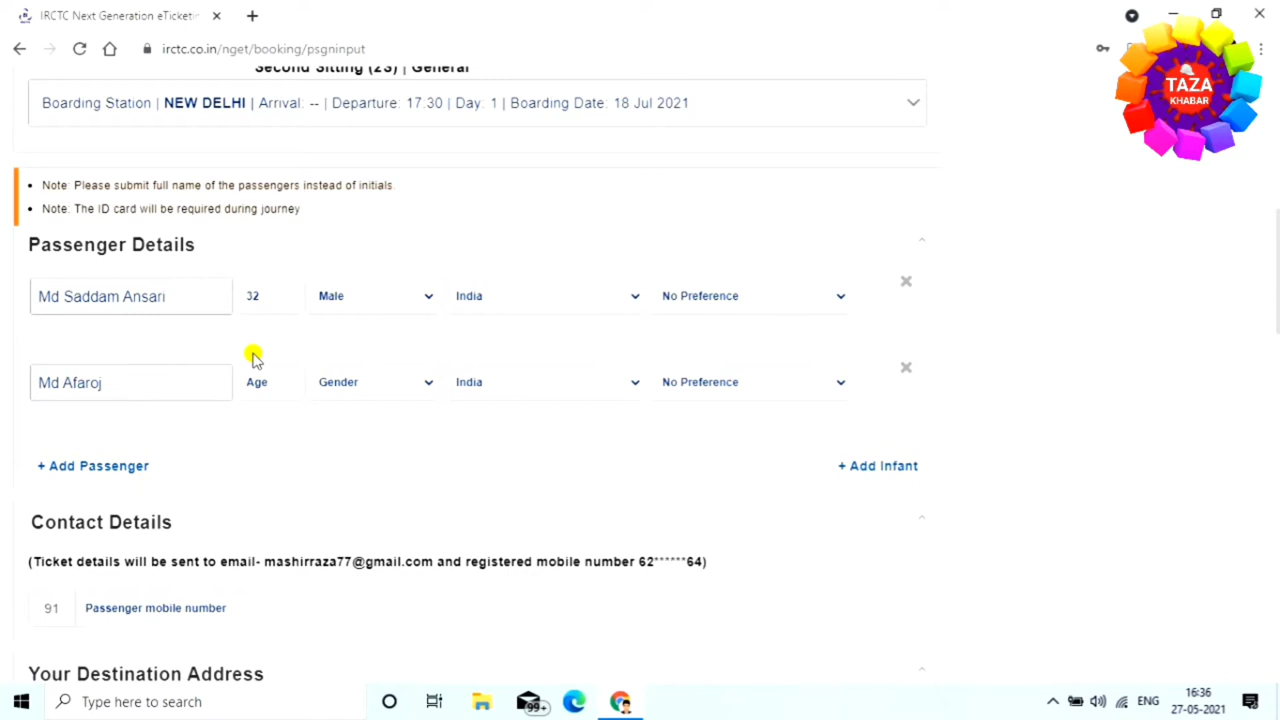 IRCTC Next Generation eTicket
irctc.co.in/nget/booking/psgninput
TAZA
KHABAR
Second Sitting (2S) | General
Boarding Station | NEW DELHI | Arrival: -- | Departure: 17:30 | Day: 1 | Boarding Date: 18 Jul 2021
Note: Please submit full name of the passengers instead of initials.
Note: The ID card will be required during journey
Passenger Details
Md Saddam Ansari 32 Male India No Preference
Md Afaroj Age Gender India No Preference
+ Add Passenger + Add Infant
Contact Details
(Ticket details will be sent to email- mashirraza77@gmail.com and registered mobile number 62******64)
91 Passenger mobile number
Your Destination Address
Type here to search 99+ ENG 16:36
27-05-2021